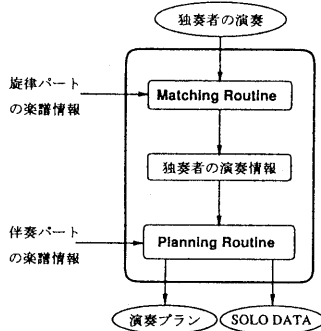 独奏者の演奏
旋律パート
の楽譜情報
Matching Routine
独奏者の演奏情報
伴奏パート
の楽譜情報
Planning Routine
演奏プラン
SOLO DATA